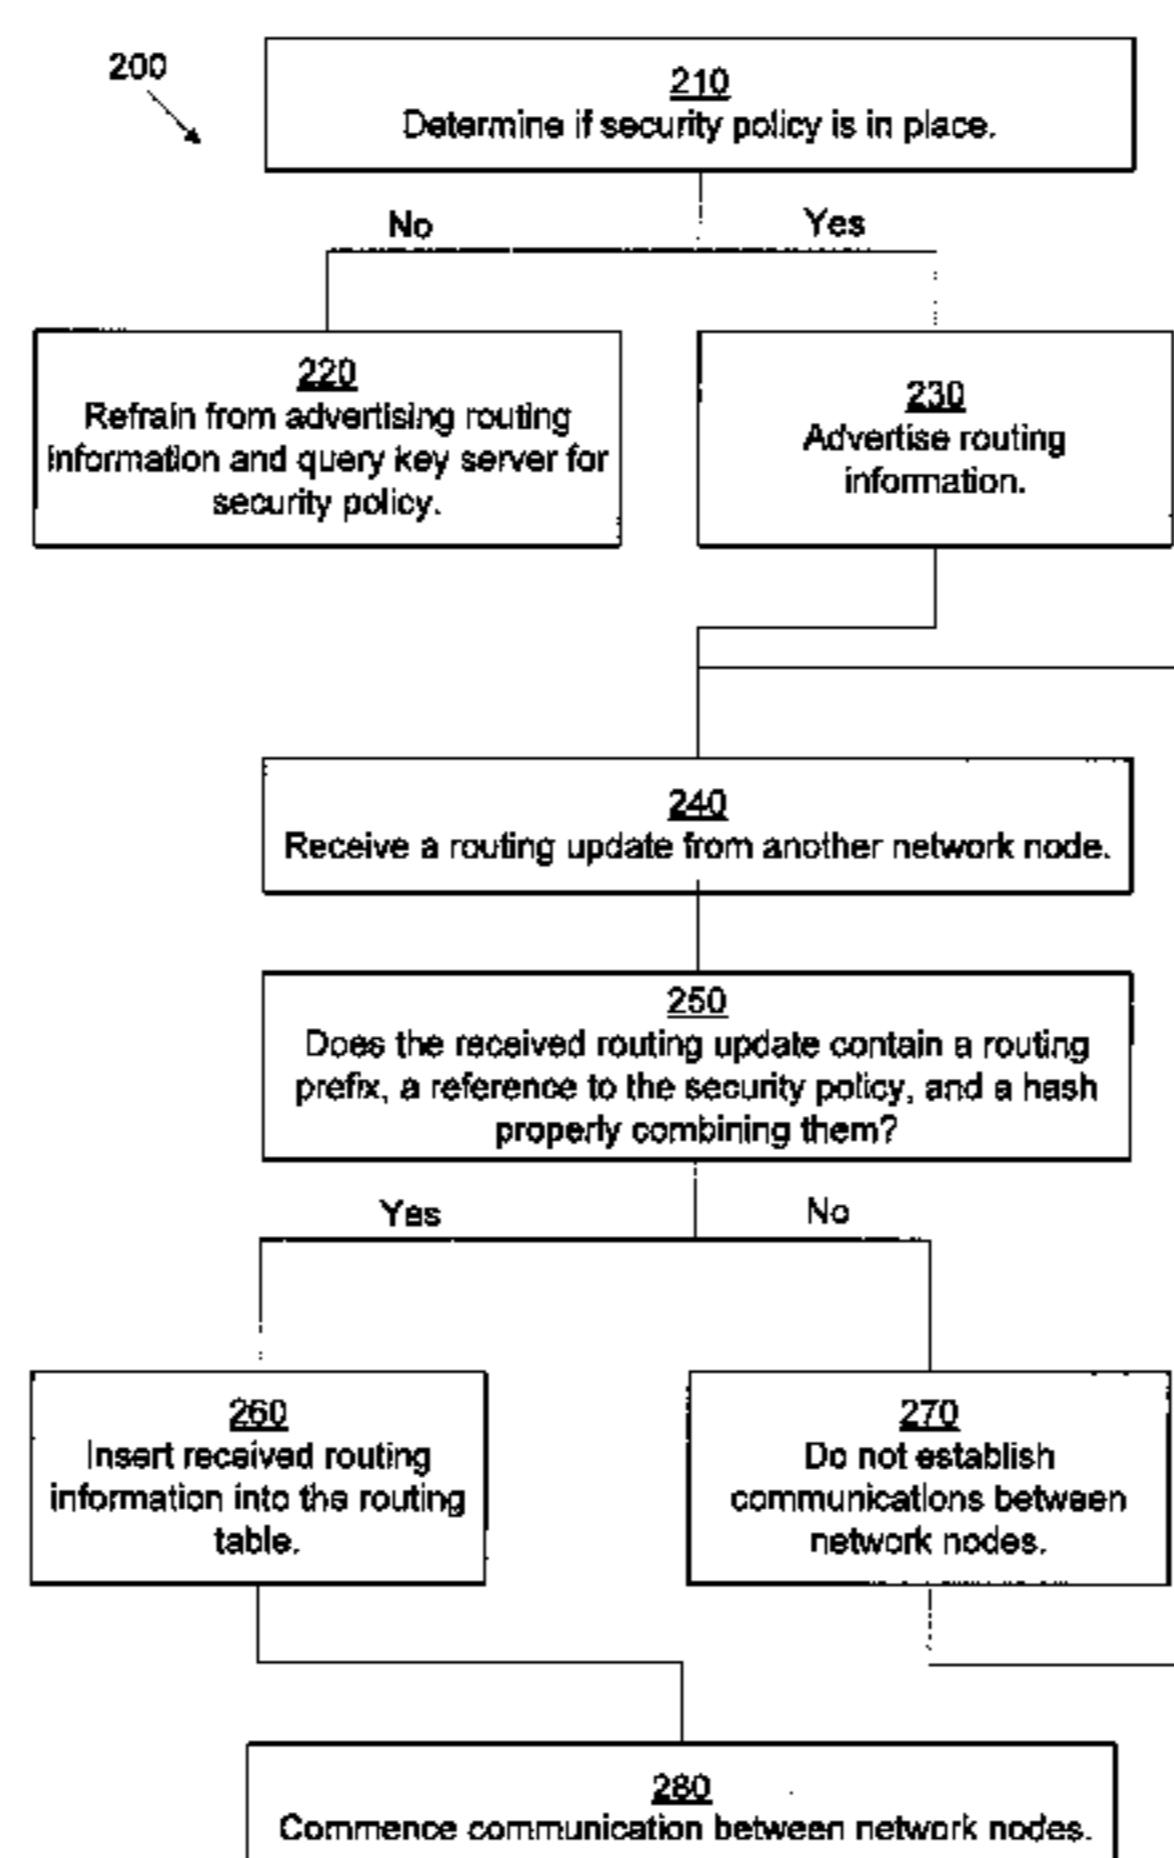 200
210
Determine if security policy is in place.
No
Yes
220
Refrain from advertising routing
information and query key server for
security policy.
230
Advertise routing
information.
240
Receive a routing update from another network node.
250
Does the received routing update contain a routing
prefix, a reference to the security policy, and a hash
properly combining them?
Yes
No
260
Insert received routing
information into the routing
table.
270
Do not establish
communications between
network nodes.
280
Commence communication between network nodes.